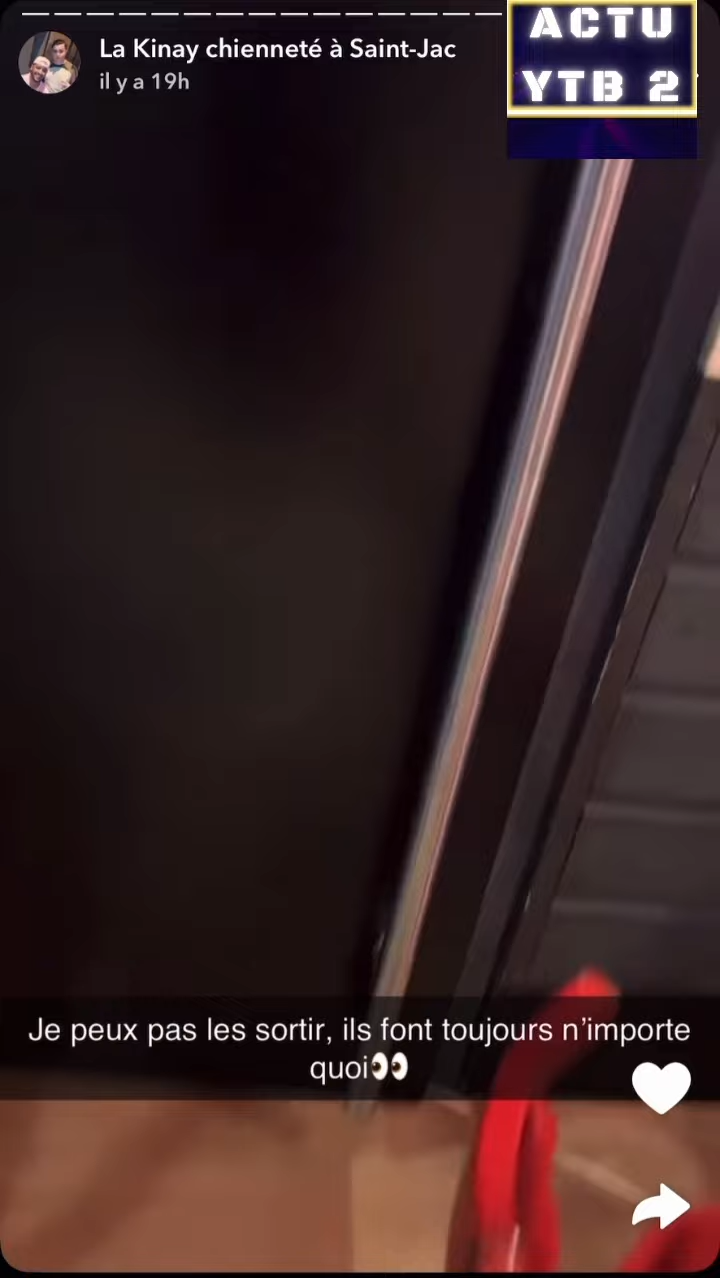 La Kinay chienneté à Saint-Jac
il y a 19h
ACTU
YTB 2
Je peux pas les sortir, ils font toujours n’importe
quoi👀